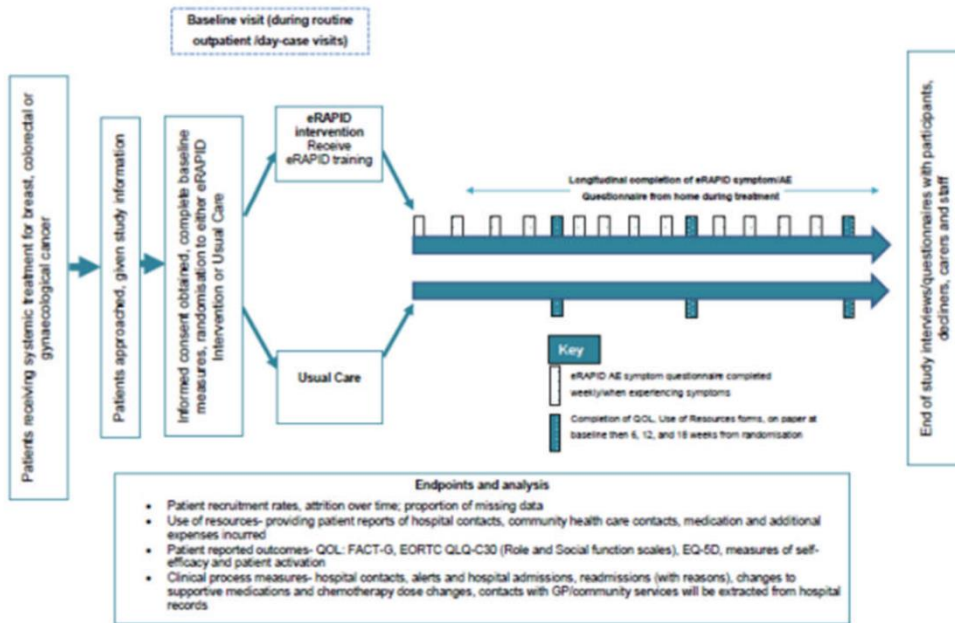 Baseline visit (during routine
outpatient /day-case visits)
Patients receiving systemic treatment for breast, colorectal or
gynaecological cancer
Patients approached, given study information
Informed consent obtained, complete baseline
measures, randomisation to either eRAPID
Intervention or Usual Care
eRAPID
intervention
Receive
eRAPID training
Usual Care
Longitudinal completion of eRAPID symptom/AE
Questionnaire from home during treatment
Key
eRAPID AE symptom questionnaire completed
weekly/when experiencing symptoms
Completion of QOL, Use of Resources forms, on paper at
baseline then 6, 12, and 18 weeks from randomisation
End of study interviews/questionnaires with participants,
decliners, carers and staff
Endpoints and analysis
• Patient recruitment rates, attrition over time; proportion of missing data
• Use of resources- providing patient reports of hospital contacts, community health care contacts, medication and additional
expenses incurred
• Patient reported outcomes- QOL: FACT-G, EORTC QLQ-C30 (Role and Social function scales), EQ-5D, measures of self-
efficacy and patient activation
• Clinical process measures- hospital contacts, alerts and hospital admissions, readmissions (with reasons), changes to
supportive medications and chemotherapy dose changes, contacts with GP/community services will be extracted from hospital
records